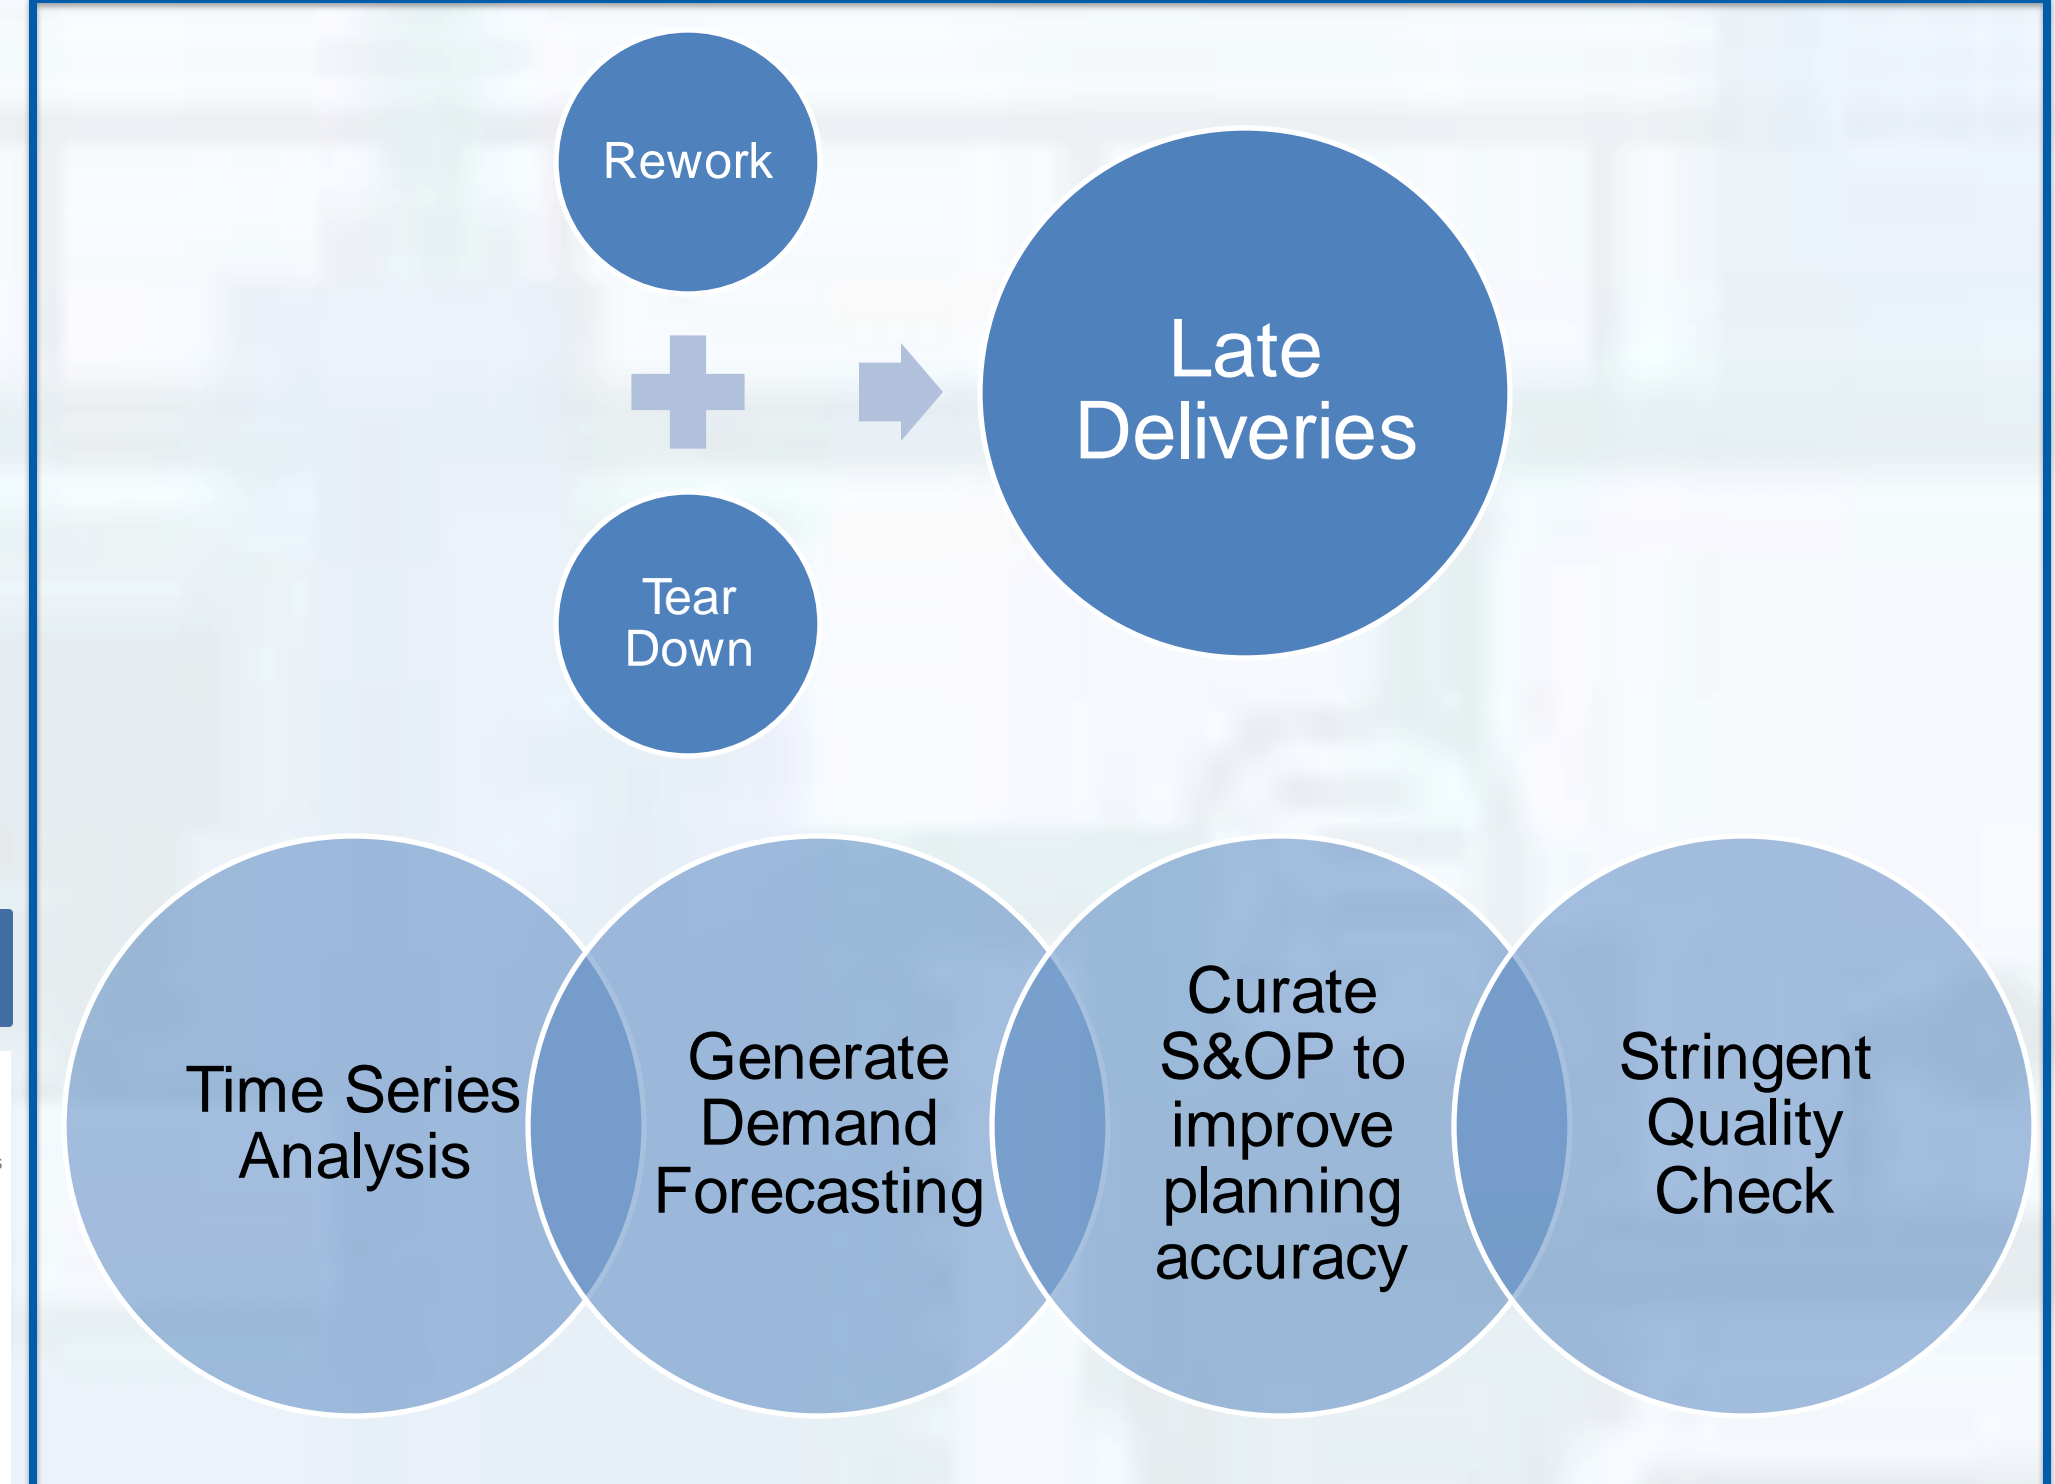 Rework
Late
Deliveries
Tear
Down
Time Series
Analysis
Generate
Demand
Forecasting
Curate
S&OP to
improve
planning
accuracy
Stringent
Quality
Check